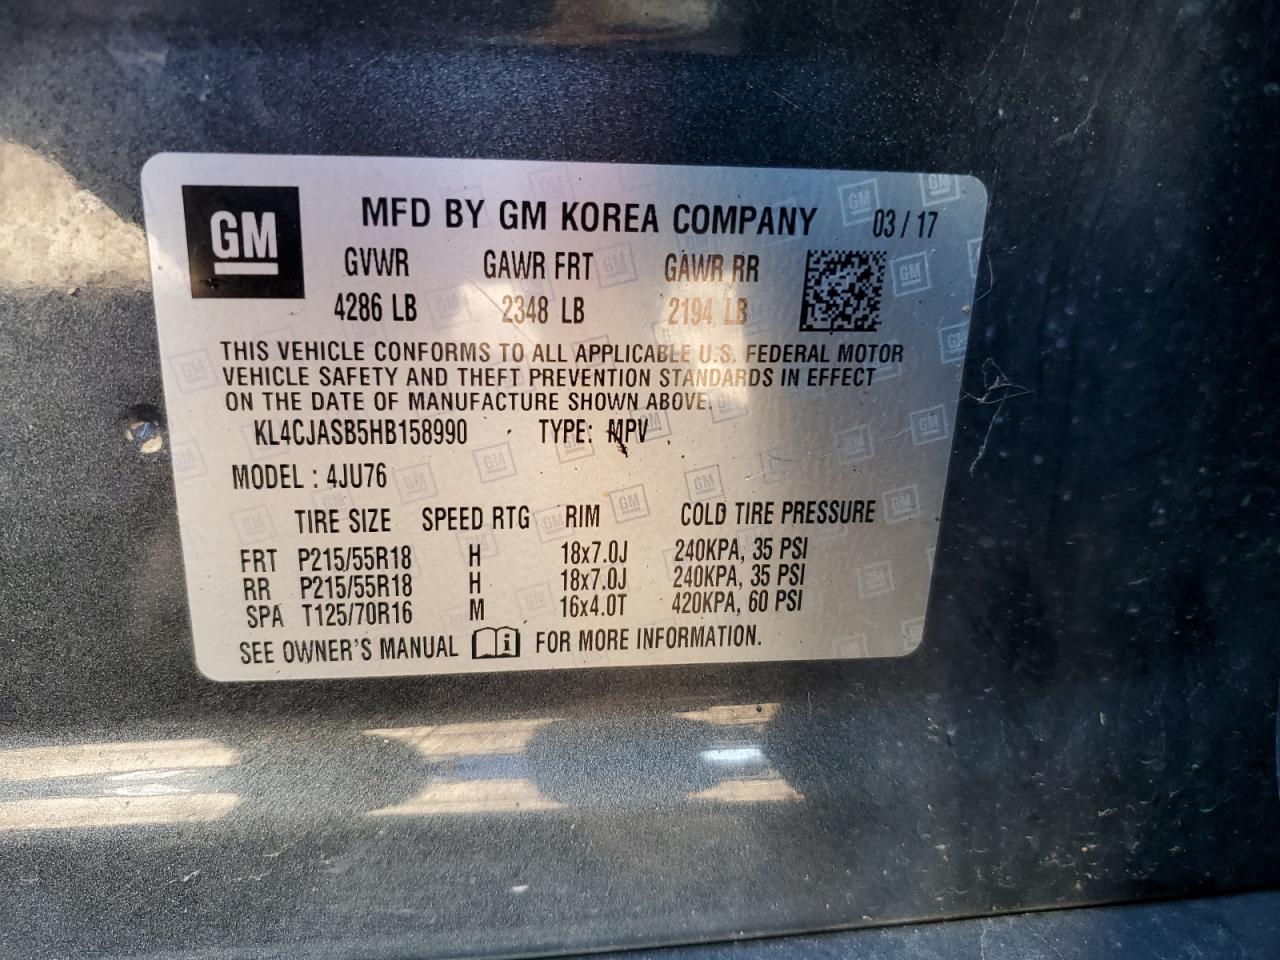 GM MFD BY GM KOREA COMPANY 03 / 17
GVWR GAWR FRT GAWR RR
4286 LB 2348 LB 2194 LB
THIS VEHICLE CONFORMS TO ALL APPLICABLE U.S. FEDERAL MOTOR
VEHICLE SAFETY AND THEFT PREVENTION STANDARDS IN EFFECT
ON THE DATE OF MANUFACTURE SHOWN ABOVE.
KL4CJASB5HB158990 TYPE: MPV
MODEL : 4JU76
TIRE SIZE SPEED RTG RIM COLD TIRE PRESSURE
FRT P215/55R18 H 18x7.0J 240KPA, 35 PSI
RR P215/55R18 H 18x7.0J 240KPA, 35 PSI
SPA T125/70R16 M 16x4.0T 420KPA, 60 PSI
SEE OWNER'S MANUAL FOR MORE INFORMATION.